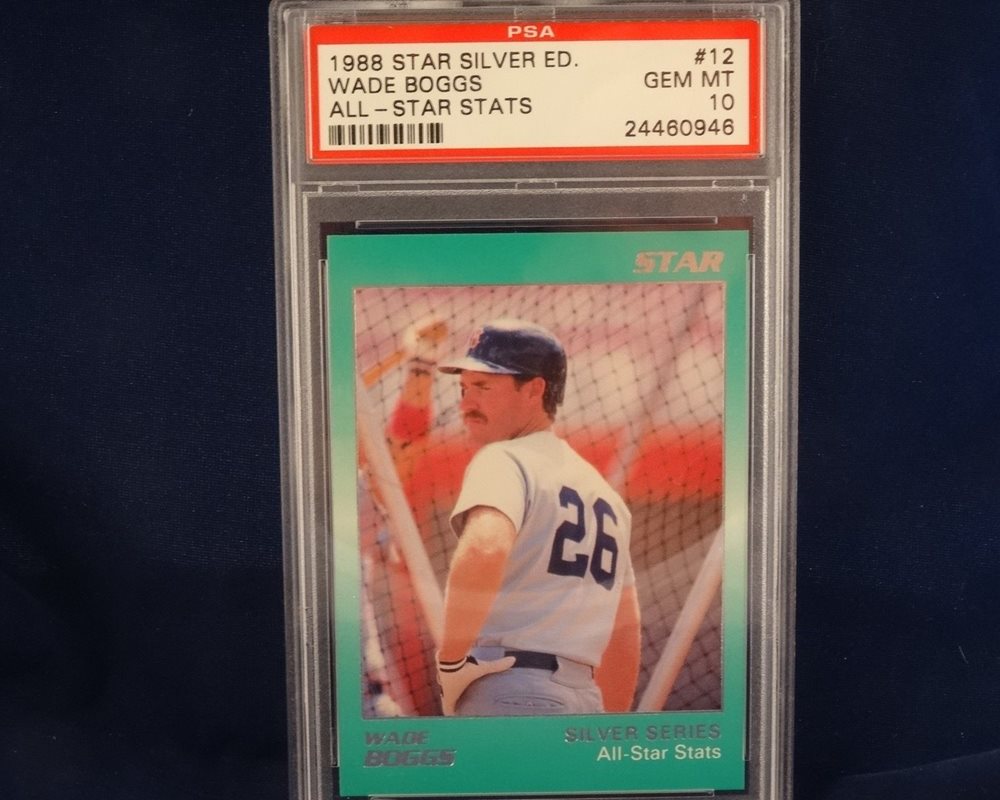 PSA
1988 STAR SILVER ED. #12
WADE BOGGS GEM MT
ALL-STAR STATS 10
24460946
STAR
26
WADE
BOGGS
SILVER SERIES
All-Star Stats